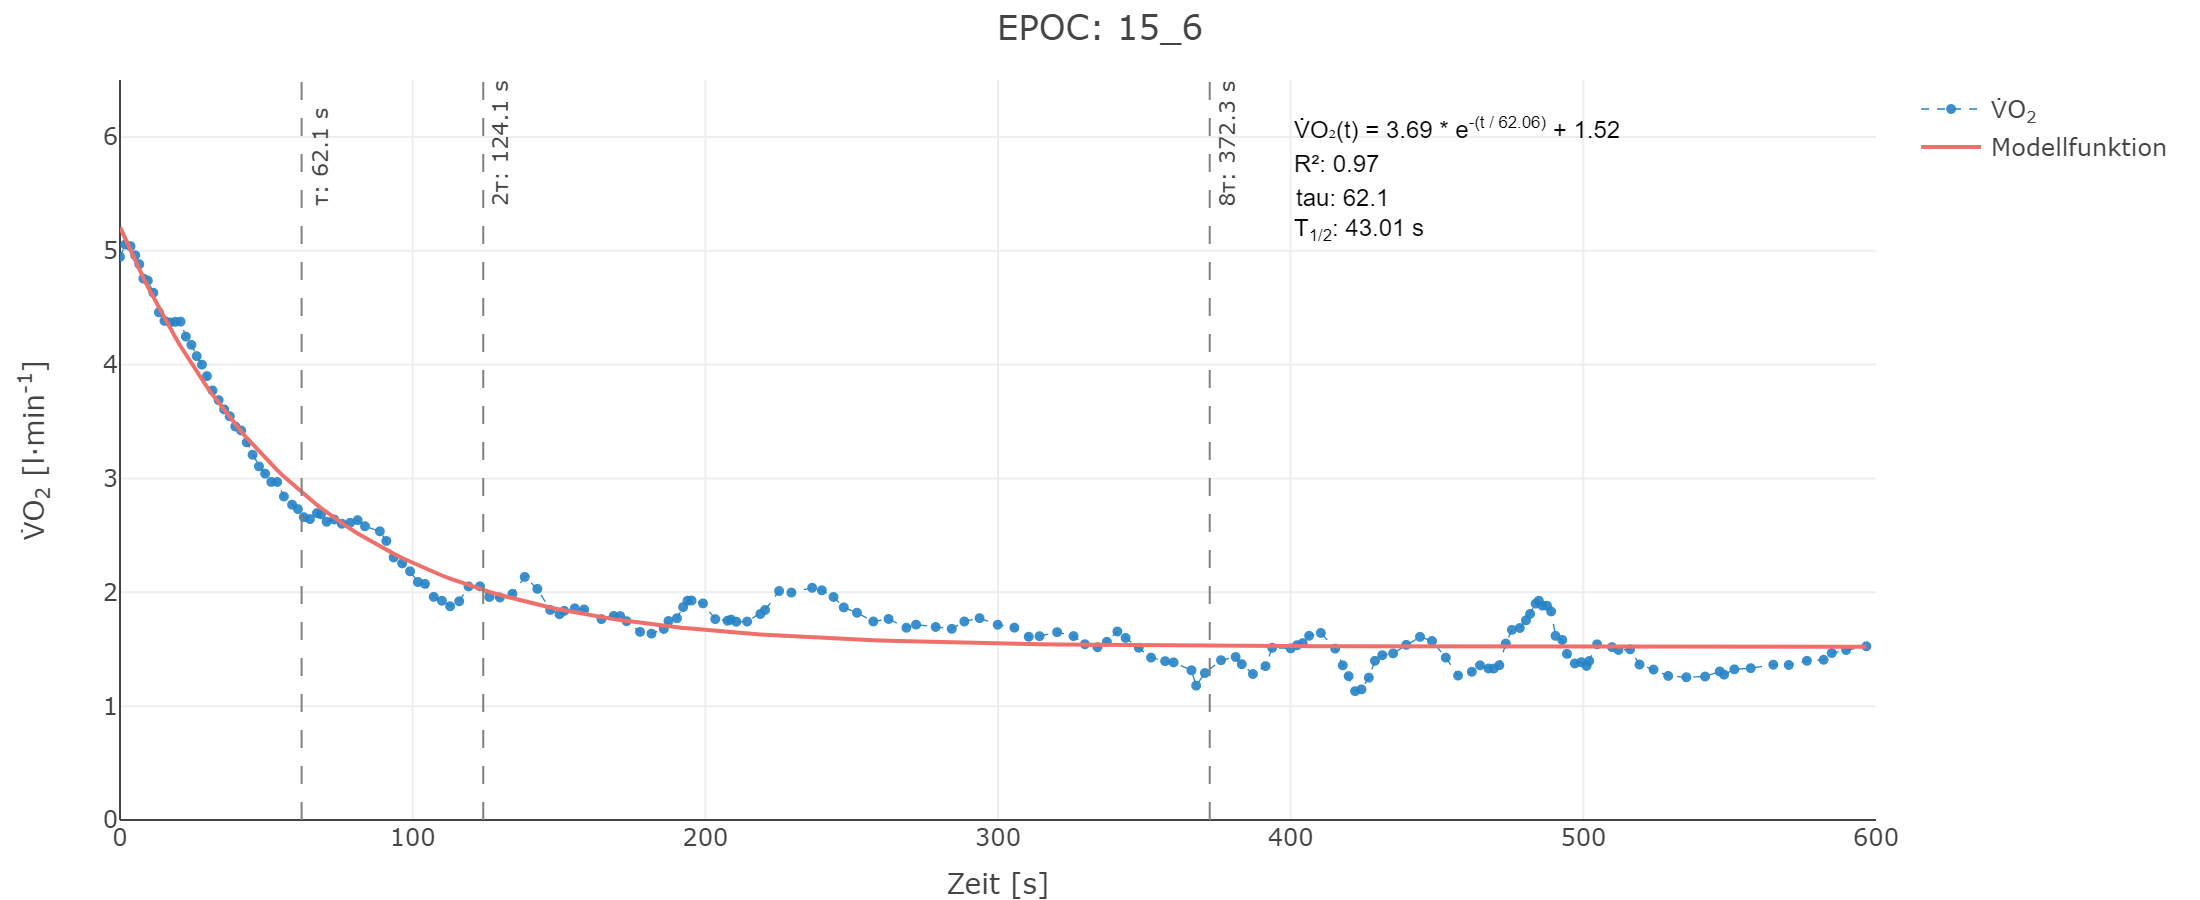 EPOC: 15_6
τ: 62.1 s
2τ: 124.1 s
8τ: 372.3 s
V̇O₂(t) = 3.69 * e⁻⁽ᵗ ᐟ ⁶²·⁰⁶⁾ + 1.52
R²: 0.97
tau: 62.1
T₁/₂: 43.01 s
V̇O₂
Modellfunktion
V̇O₂ [l·min⁻¹]
6
5
4
3
2
1
0
0 100 200 300 400 500 600
Zeit [s]